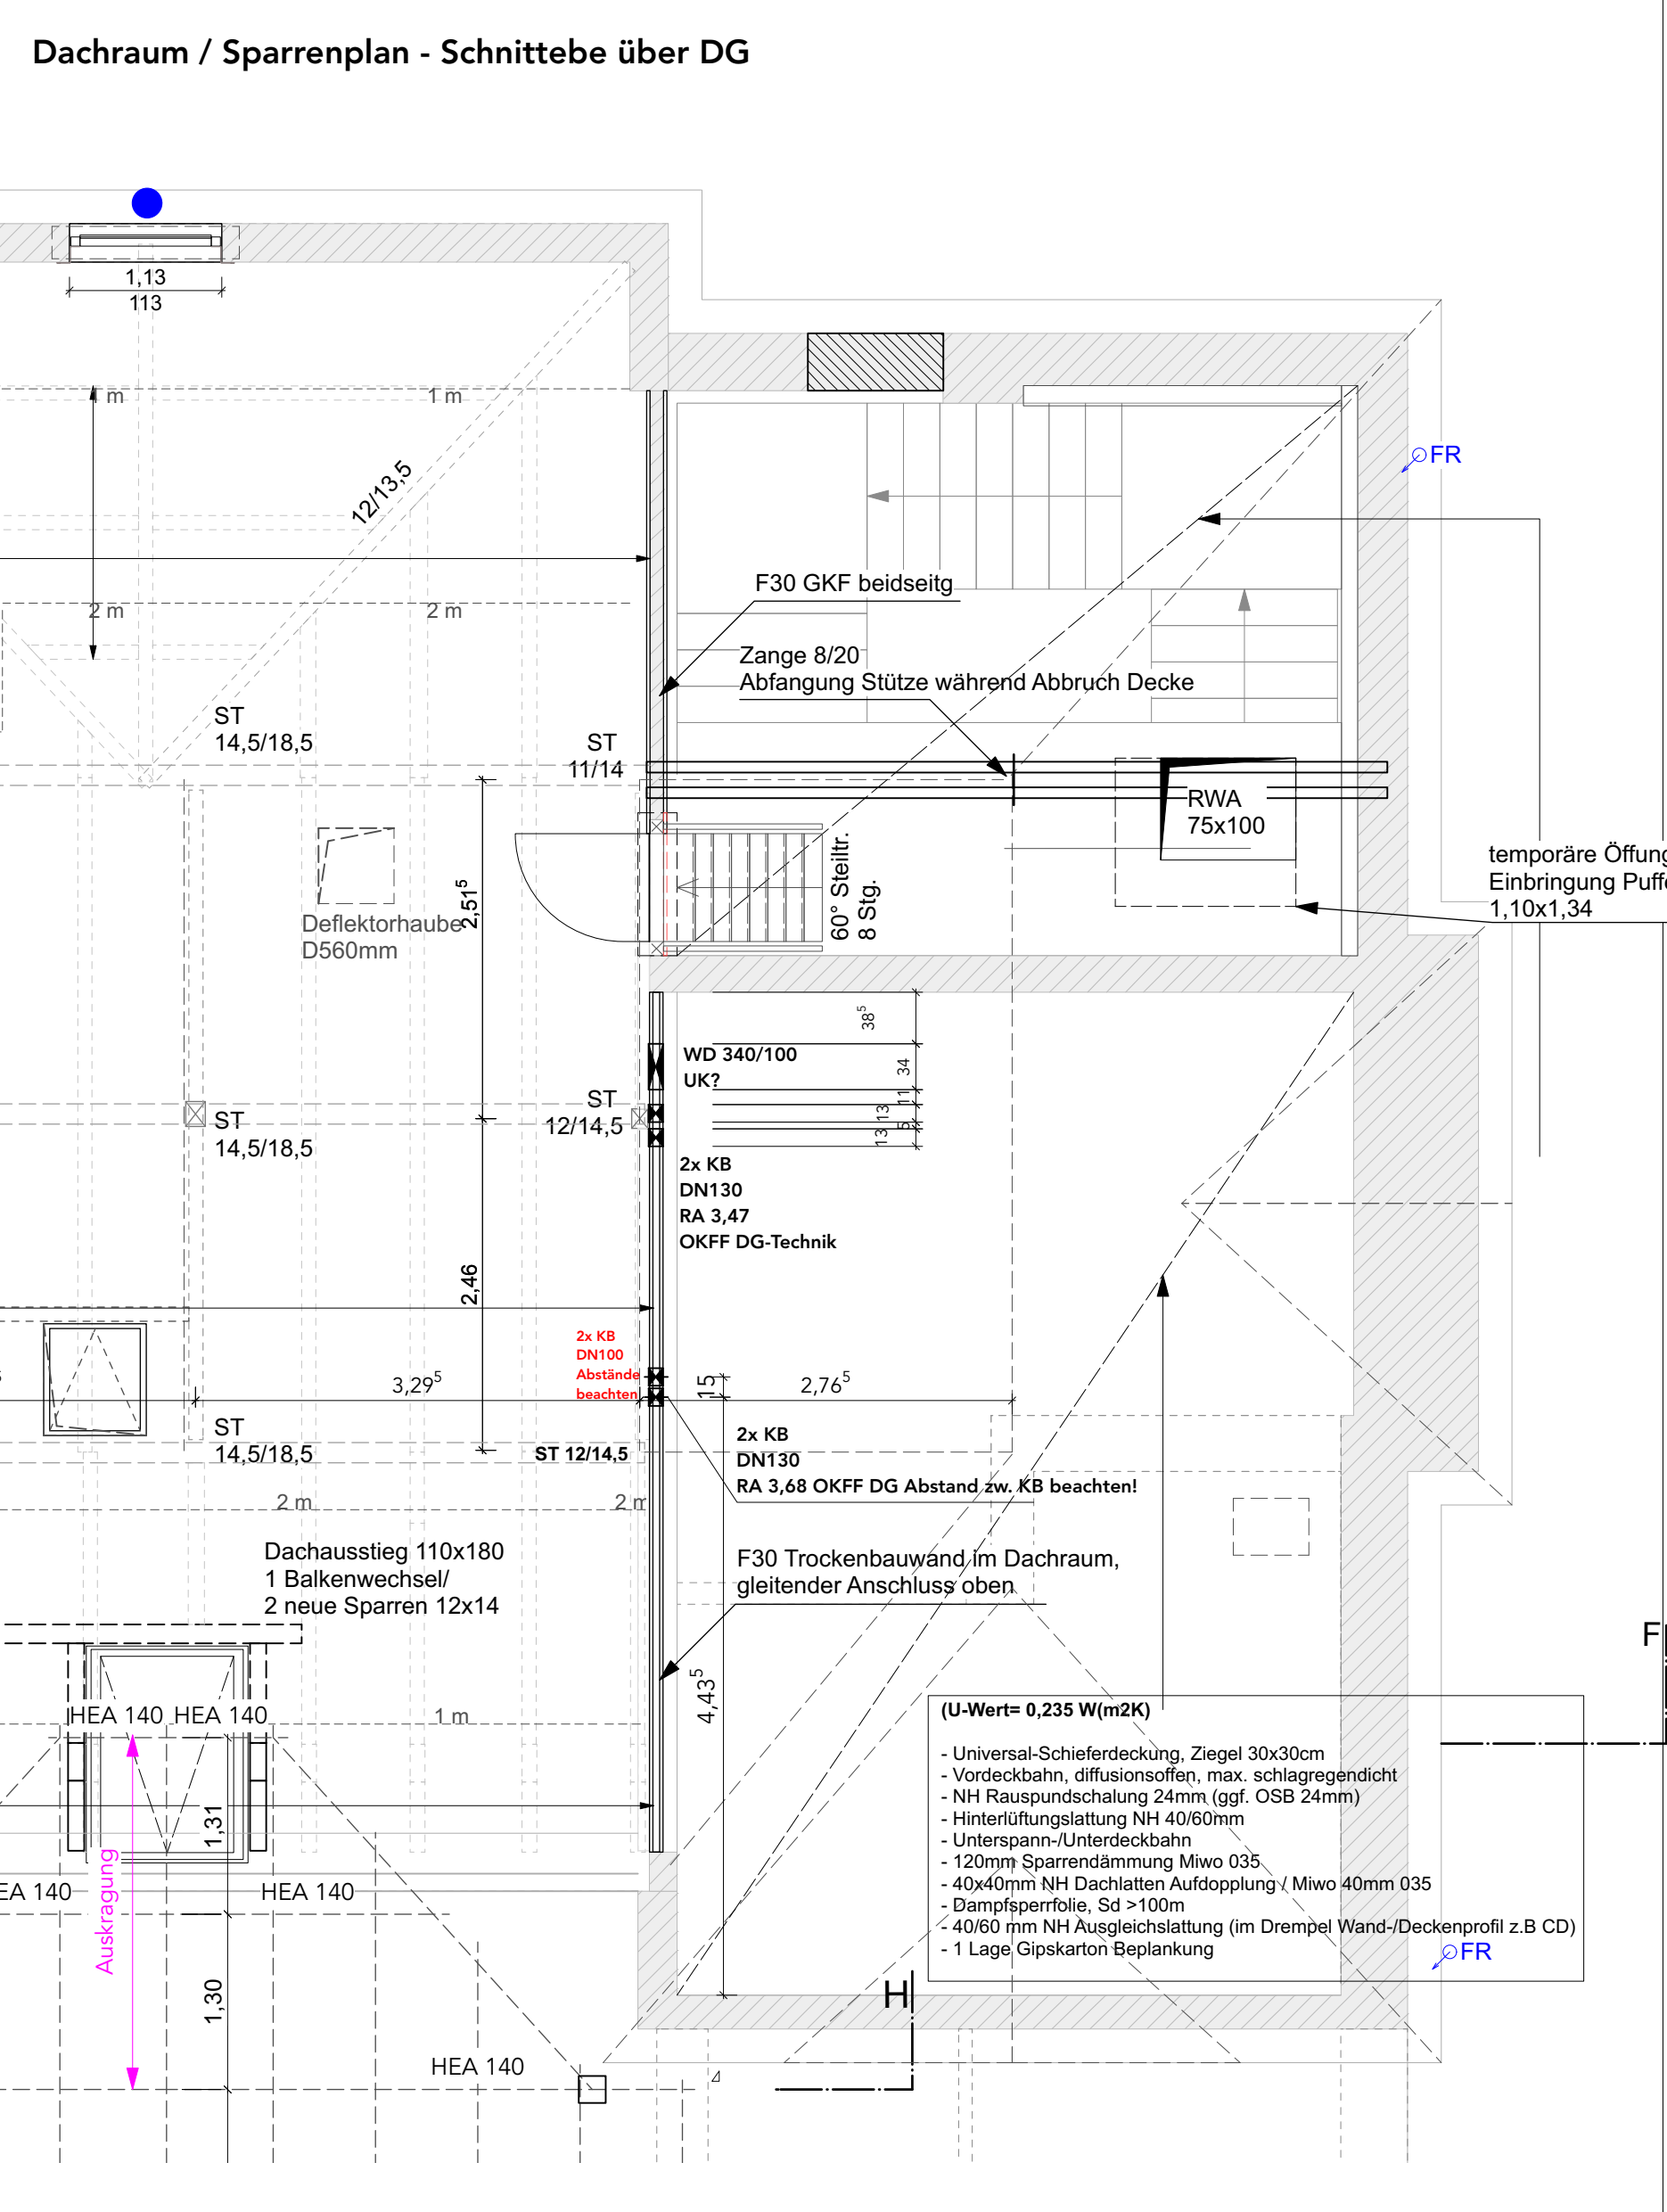 Dachraum / Sparrenplan - Schnittebe über DG
1,13
113
1 m
1 m
12/13,5
FR
2 m
2 m
F30 GKF beidseitg
Zange 8/20
Abfangung Stütze während Abbruch Decke
ST
14,5/18,5
ST
11/14
RWA
75x100
60° Steiltr.
8 Stg.
temporäre Öffung
Einbringung Puffe
1,10x1,34
2,51⁵
Deflektorhaube
D560mm
38⁵
WD 340/100
UK?
34
11
13
5
13
ST
12/14,5
ST
14,5/18,5
2x KB
DN130
RA 3,47
OKFF DG-Technik
2,46
2x KB
DN100
Abstände
beachten
3,29⁵
15
2,76⁵
ST
14,5/18,5
ST 12/14,5
2x KB
DN130
RA 3,68 OKFF DG Abstand zw. KB beachten!
2 m
2 m
Dachausstieg 110x180
1 Balkenwechsel/
2 neue Sparren 12x14
F30 Trockenbauwand im Dachraum,
gleitender Anschluss oben
F
4,43⁵
HEA 140
HEA 140
1 m
(U-Wert= 0,235 W(m2K)
- Universal-Schieferdeckung, Ziegel 30x30cm
- Vordeckbahn, diffusionsoffen, max. schlagregendicht
- NH Rauspundschalung 24mm (ggf. OSB 24mm)
- Hinterlüftungslattung NH 40/60mm
- Unterspann-/Unterdeckbahn
- 120mm Sparrendämmung Miwo 035
- 40x40mm NH Dachlatten Aufdopplung / Miwo 40mm 035
- Dampfsperrfolie, Sd >100m
- 40/60 mm NH Ausgleichslattung (im Drempel Wand-/Deckenprofil z.B CD)
- 1 Lage Gipskarton Beplankung
1,31
Auskragung
EA 140
HEA 140
FR
1,30
H
HEA 140